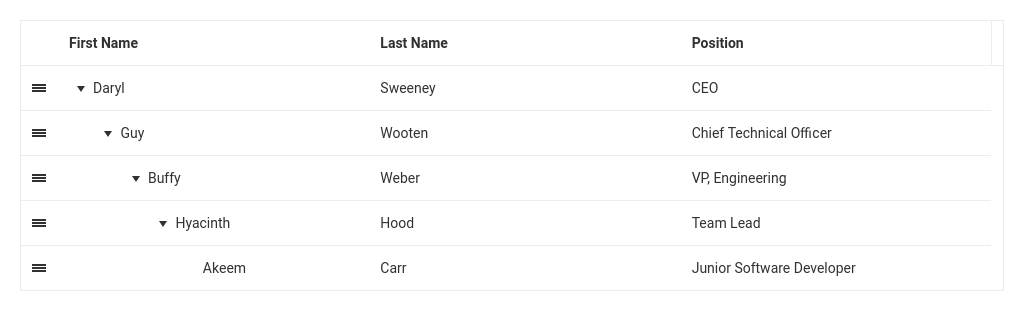 First Name Last Name Position
Daryl Sweeney CEO
Guy Wooten Chief Technical Officer
Buffy Weber VP, Engineering
Hyacinth Hood Team Lead
Akeem Carr Junior Software Developer